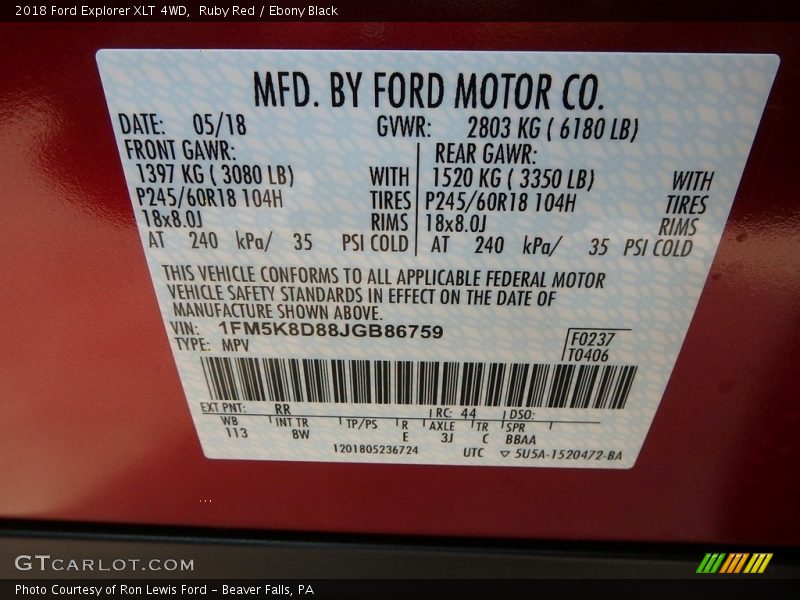 2018 Ford Explorer XLT 4WD, Ruby Red / Ebony Black
MFD. BY FORD MOTOR CO.
DATE: 05/18 GVWR: 2803 KG ( 6180 LB)
FRONT GAWR: REAR GAWR:
1397 KG ( 3080 LB) WITH 1520 KG ( 3350 LB) WITH
P245/60R18 104H TIRES P245/60R18 104H TIRES
18x8.0J RIMS 18x8.0J RIMS
AT 240 kPa/ 35 PSI COLD AT 240 kPa/ 35 PSI COLD
THIS VEHICLE CONFORMS TO ALL APPLICABLE FEDERAL MOTOR
VEHICLE SAFETY STANDARDS IN EFFECT ON THE DATE OF
MANUFACTURE SHOWN ABOVE.
VIN: 1FM5K8D88JGB86759
TYPE: MPV
F0237
T0406
EXT PNT: RR RC: 44 DSO:
WB INT TR TP/PS R AXLE TR SPR
113 8W E 3J C BBAA
1201805236724 UTC ▽ 5U5A-1520472-BA
GTCARLOT.COM
Photo Courtesy of Ron Lewis Ford - Beaver Falls, PA